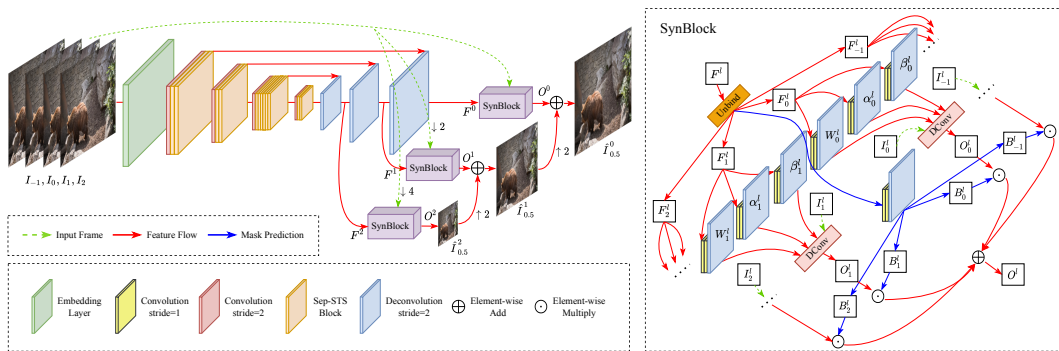 I_{-1}, I_0, I_1, I_2
F^0
F^1
F^2
↓ 2
↓ 4
SynBlock
SynBlock
SynBlock
O^0
O^1
O^2
↑ 2
↑ 2
Î^0_{0.5}
Î^1_{0.5}
Î^2_{0.5}
Input Frame
Feature Flow
Mask Prediction
Embedding
Layer
Convolution
stride=1
Convolution
stride=2
Sep-STS
Block
Deconvolution
stride=2
Element-wise
Add
Element-wise
Multiply
SynBlock
F^l
Unbind
F^l_{-1}
F^l_0
F^l_1
F^l_2
W^l_0
α^l_0
β^l_0
W^l_1
α^l_1
β^l_1
I^l_{-1}
I^l_0
I^l_1
I^l_2
DConv
DConv
O^l_0
O^l_1
B^l_{-1}
B^l_0
B^l_1
B^l_2
O^l